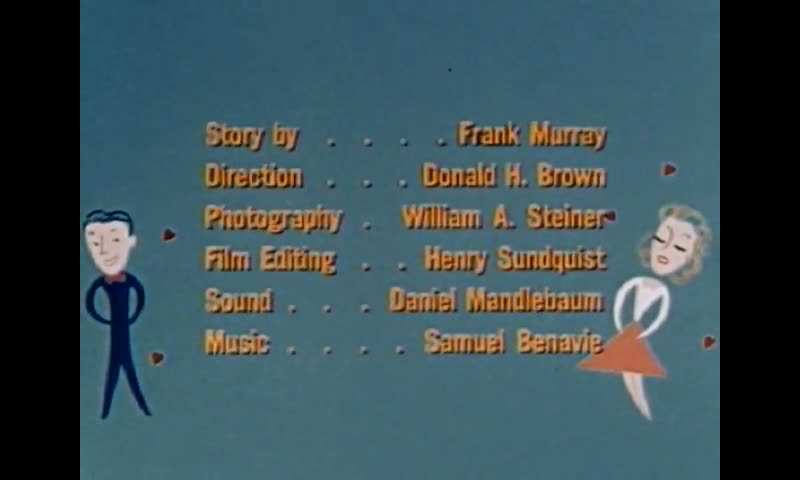 Story by . . . . Frank Murray
Direction . . . Donald H. Brown
Photography . William A. Steiner
Film Editing . . Henry Sundquist
Sound . . . Daniel Mandlebaum
Music . . . . Samuel Benavie